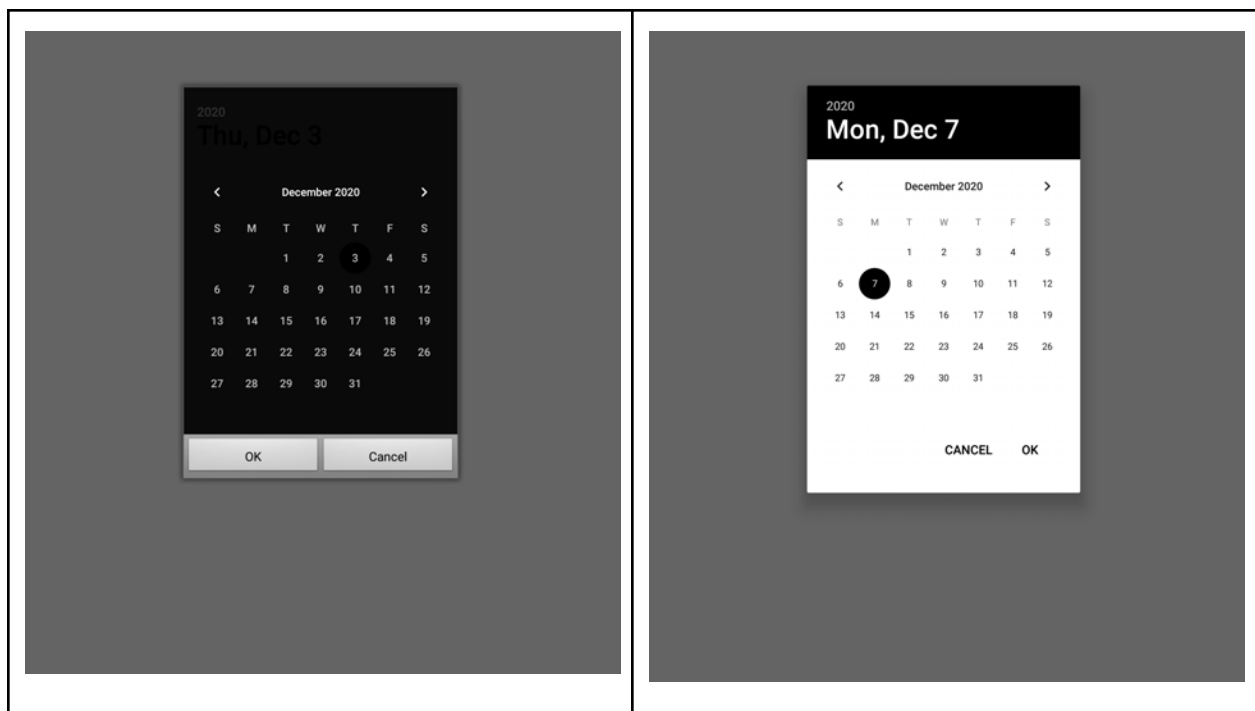 2020
Thu, Dec 3
December 2020
S M T W T F S
1 2 3 4 5
6 7 8 9 10 11 12
13 14 15 16 17 18 19
20 21 22 23 24 25 26
27 28 29 30 31
OK Cancel
2020
Mon, Dec 7
December 2020
S M T W T F S
1 2 3 4 5
6 7 8 9 10 11 12
13 14 15 16 17 18 19
20 21 22 23 24 25 26
27 28 29 30 31
CANCEL OK